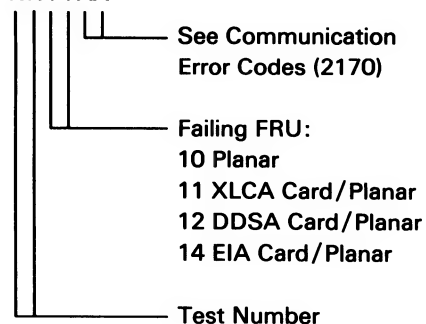 See Communication
Error Codes (2170)
Failing FRU:
10 Planar
11 XLCA Card/Planar
12 DDSA Card/Planar
14 EIA Card/Planar
Test Number